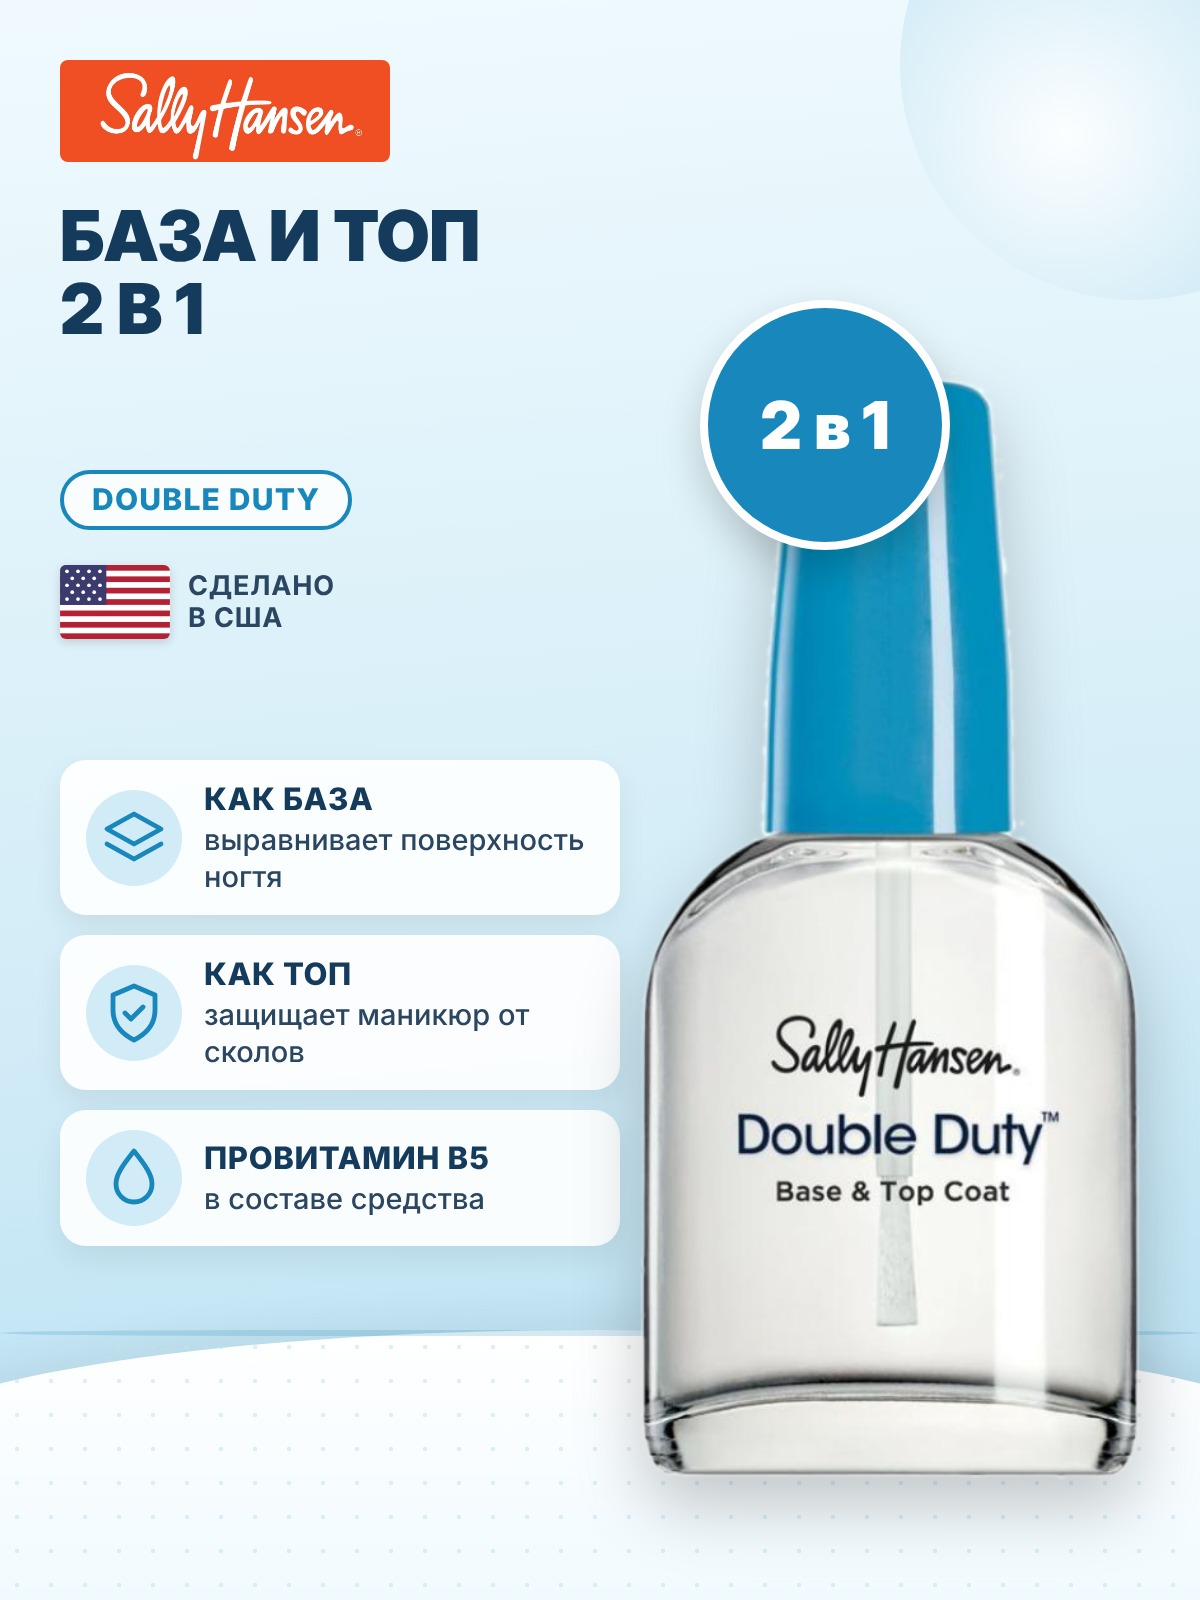 Sally Hansen®
БАЗА И ТОП
2 В 1
2 в 1
DOUBLE DUTY
СДЕЛАНО
В США
КАК БАЗА
выравнивает поверхность
ногтя
КАК ТОП
защищает маникюр от
сколов
ПРОВИТАМИН B5
в составе средства
Sally Hansen®
Double Duty™
Base & Top Coat